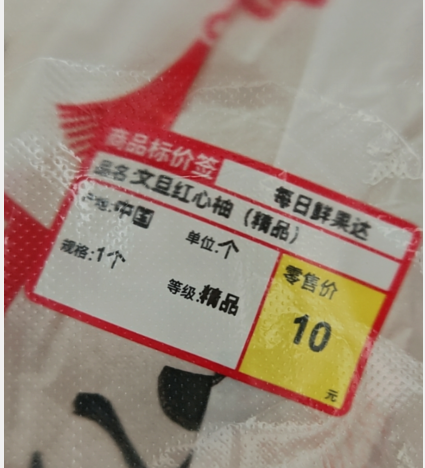 商品标价签
每日鲜果达
品名:文旦红心柚（精品）
产地:中国
单位:个
规格:1个
等级:精品
零售价
10
元